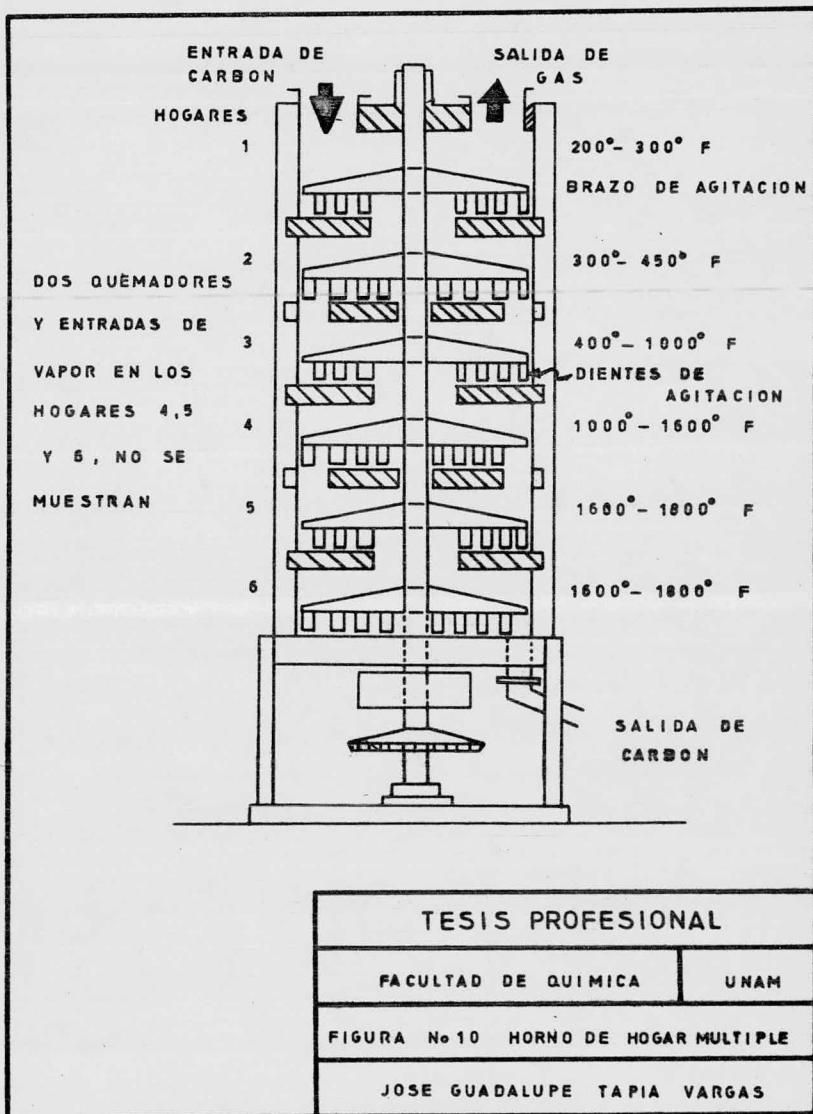 ENTRADA DE
CARBON
SALIDA DE
GAS
HOGARES
1
200°- 300° F
BRAZO DE AGITACION
2
300°- 450° F
DOS QUEMADORES
Y ENTRADAS DE
VAPOR EN LOS
HOGARES 4,5
Y 6, NO SE
MUESTRAN
3
400°- 1000° F
DIENTES DE
AGITACION
4
1000°- 1600° F
5
1600°- 1800° F
6
1600°- 1800° F
SALIDA DE
CARBON
TESIS PROFESIONAL
FACULTAD DE QUIMICA
UNAM
FIGURA No 10 HORNO DE HOGAR MULTIPLE
JOSE GUADALUPE TAPIA VARGAS